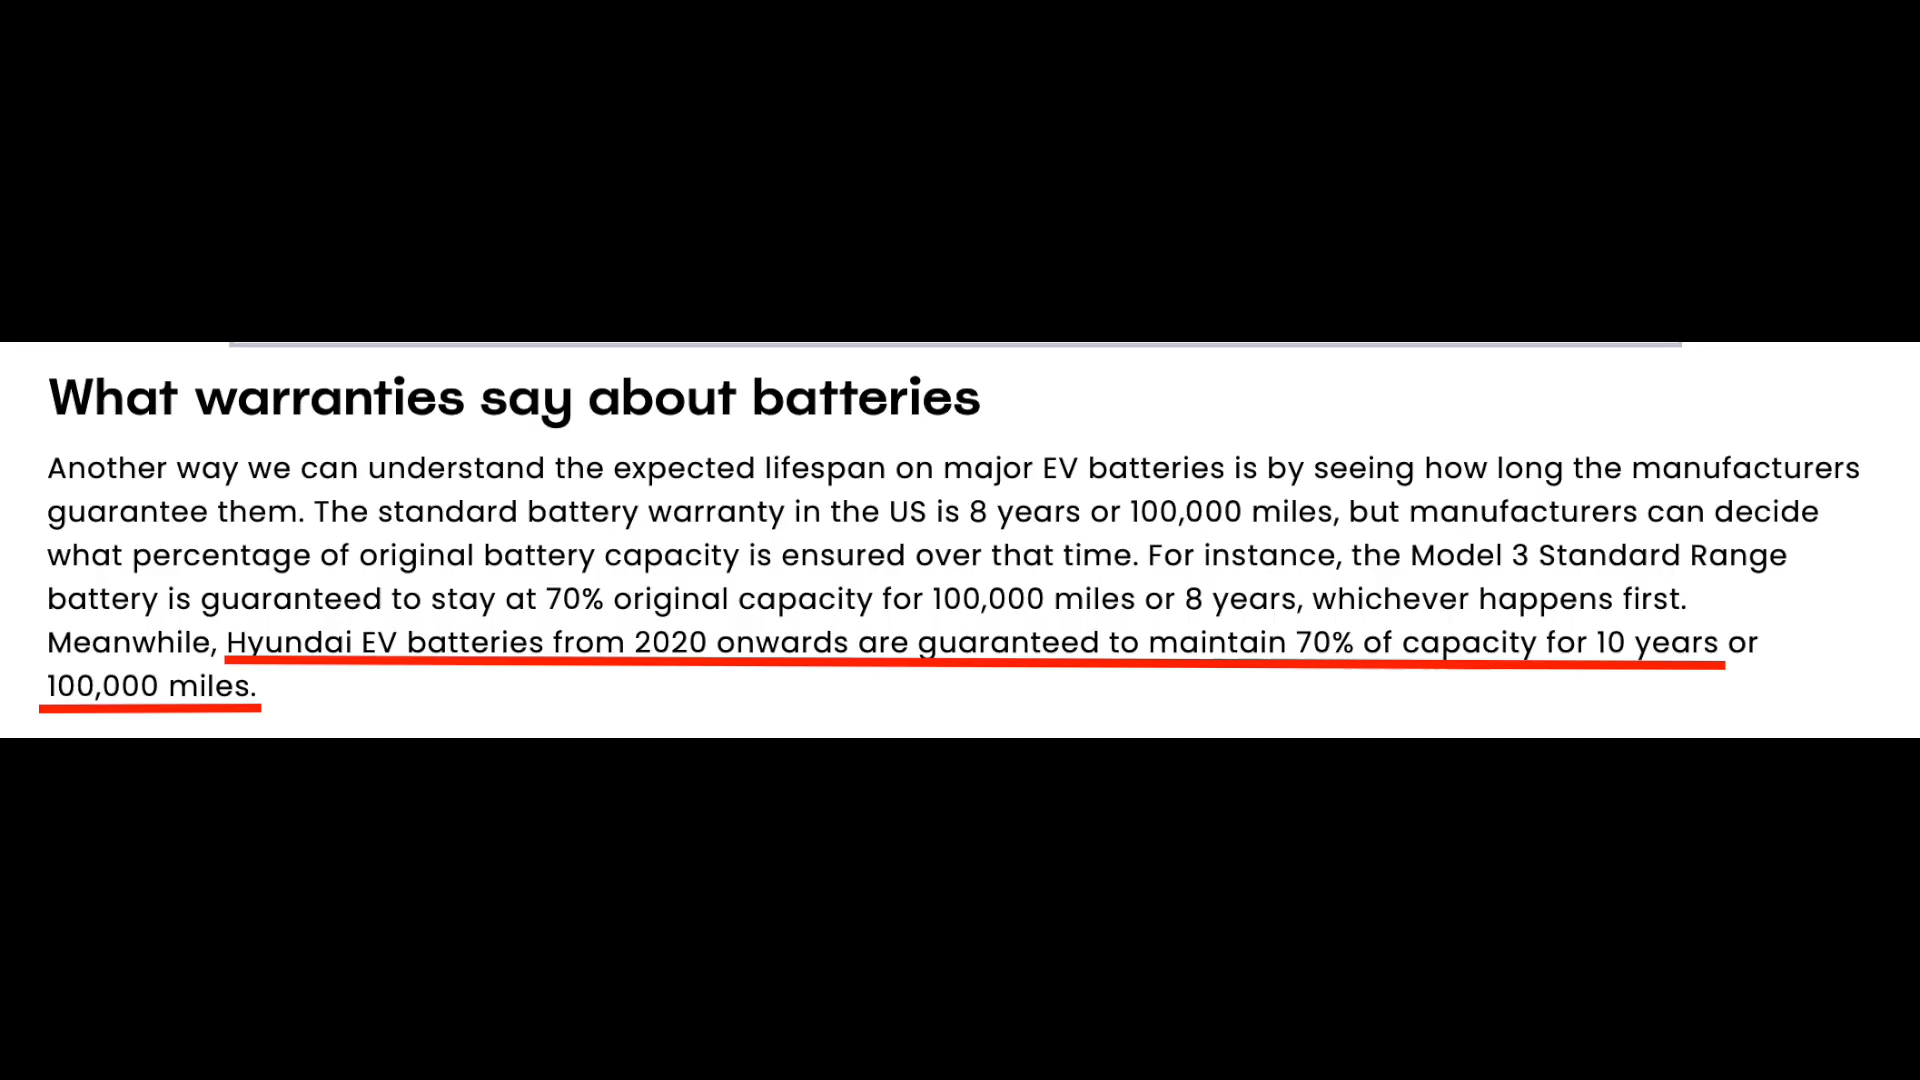 What warranties say about batteries
Another way we can understand the expected lifespan on major EV batteries is by seeing how long the manufacturers
guarantee them. The standard battery warranty in the US is 8 years or 100,000 miles, but manufacturers can decide
what percentage of original battery capacity is ensured over that time. For instance, the Model 3 Standard Range
battery is guaranteed to stay at 70% original capacity for 100,000 miles or 8 years, whichever happens first.
Meanwhile, Hyundai EV batteries from 2020 onwards are guaranteed to maintain 70% of capacity for 10 years or
100,000 miles.